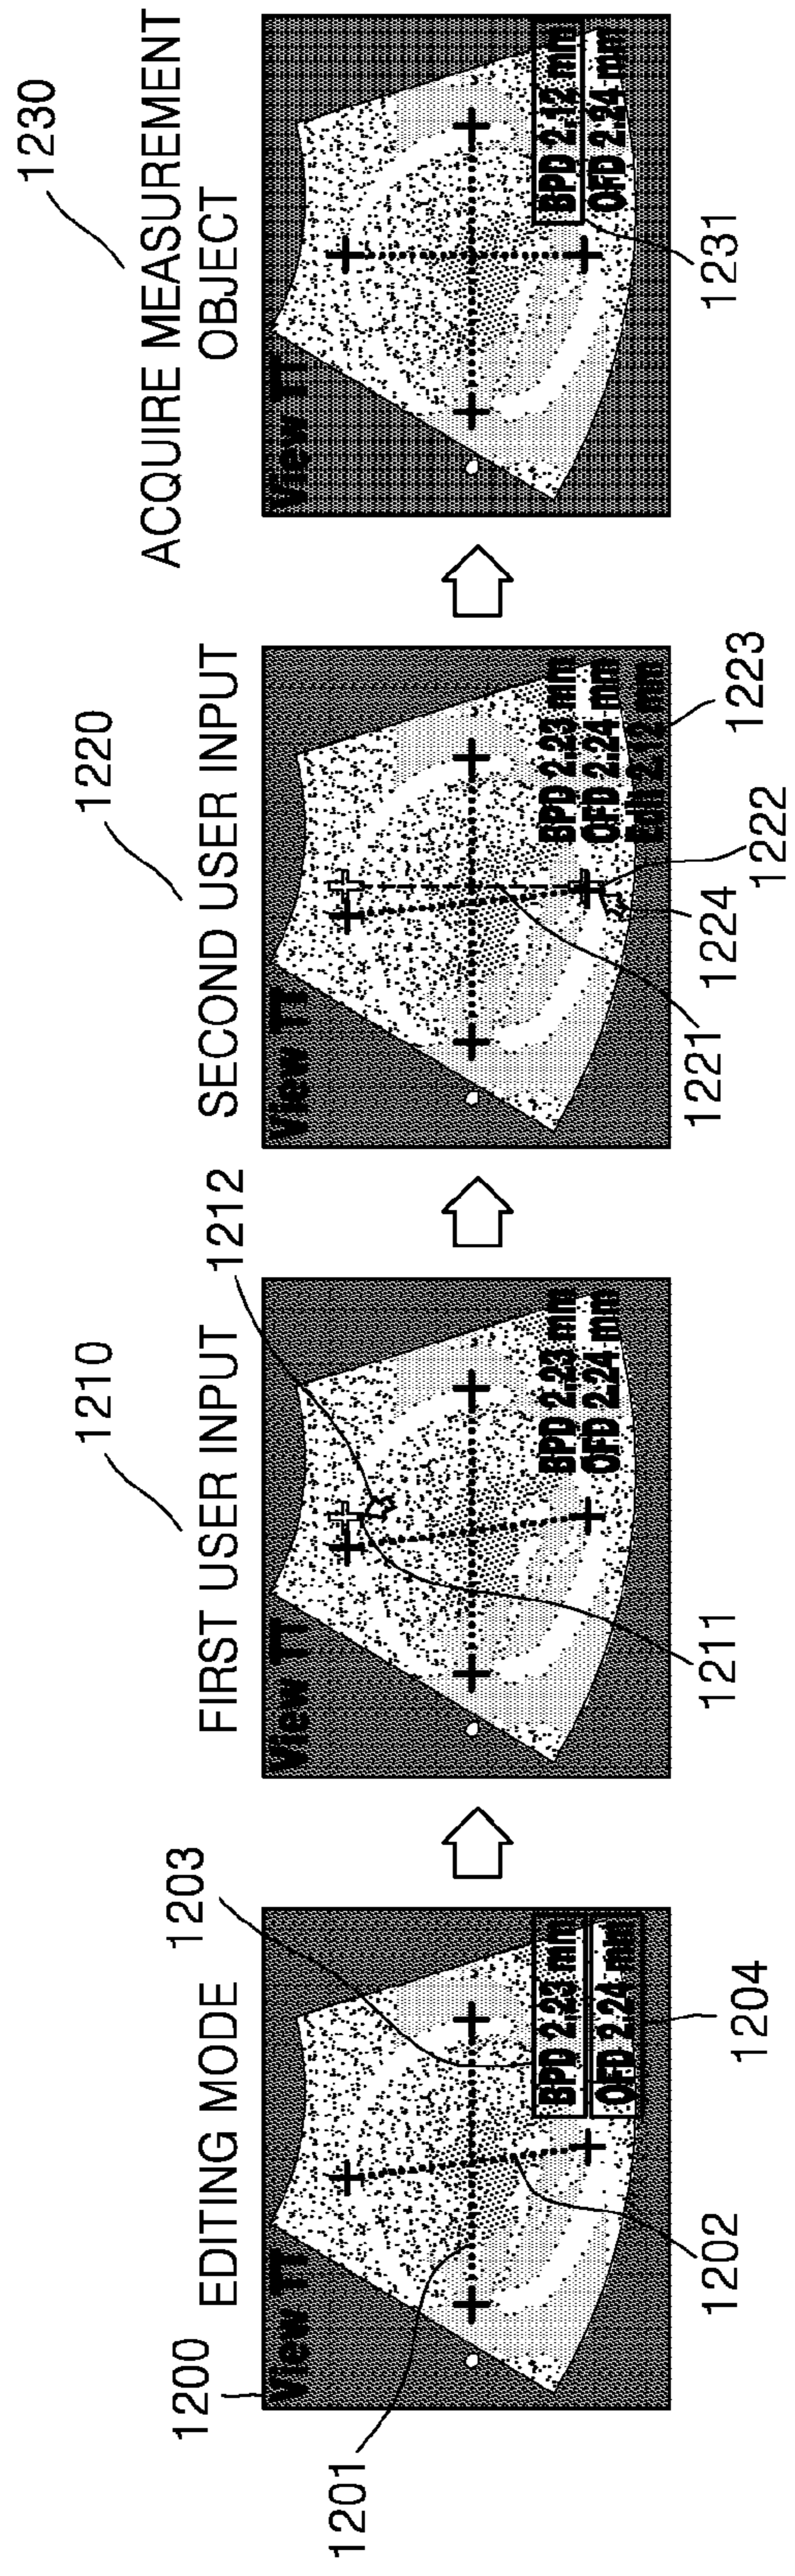 1200
EDITING MODE
1203
View TT
BPD 2.23 mm
OFD 2.24 mm
1201
1202
1204
1210
FIRST USER INPUT
1212
View TT
BPD 2.23 mm
OFD 2.24 mm
1211
1220
SECOND USER INPUT
View TT
BPD 2.23 mm
OFD 2.24 mm
Edit 2.12 mm
1221
1224
1222
1223
1230
ACQUIRE MEASUREMENT
OBJECT
View TT
BPD 2.12 mm
OFD 2.24 mm
1231